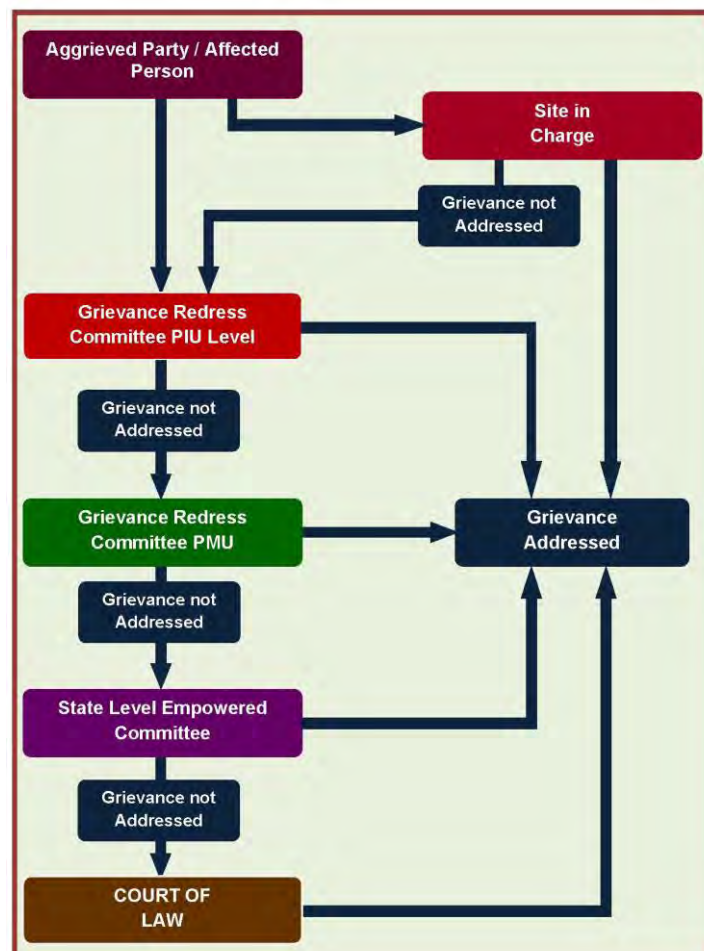 Aggrieved Party / Affected
Person
Site in
Charge
Grievance not
Addressed
Grievance Redress
Committee PIU Level
Grievance not
Addressed
Grievance Redress
Committee PMU
Grievance
Addressed
Grievance not
Addressed
State Level Empowered
Committee
Grievance not
Addressed
COURT OF
LAW